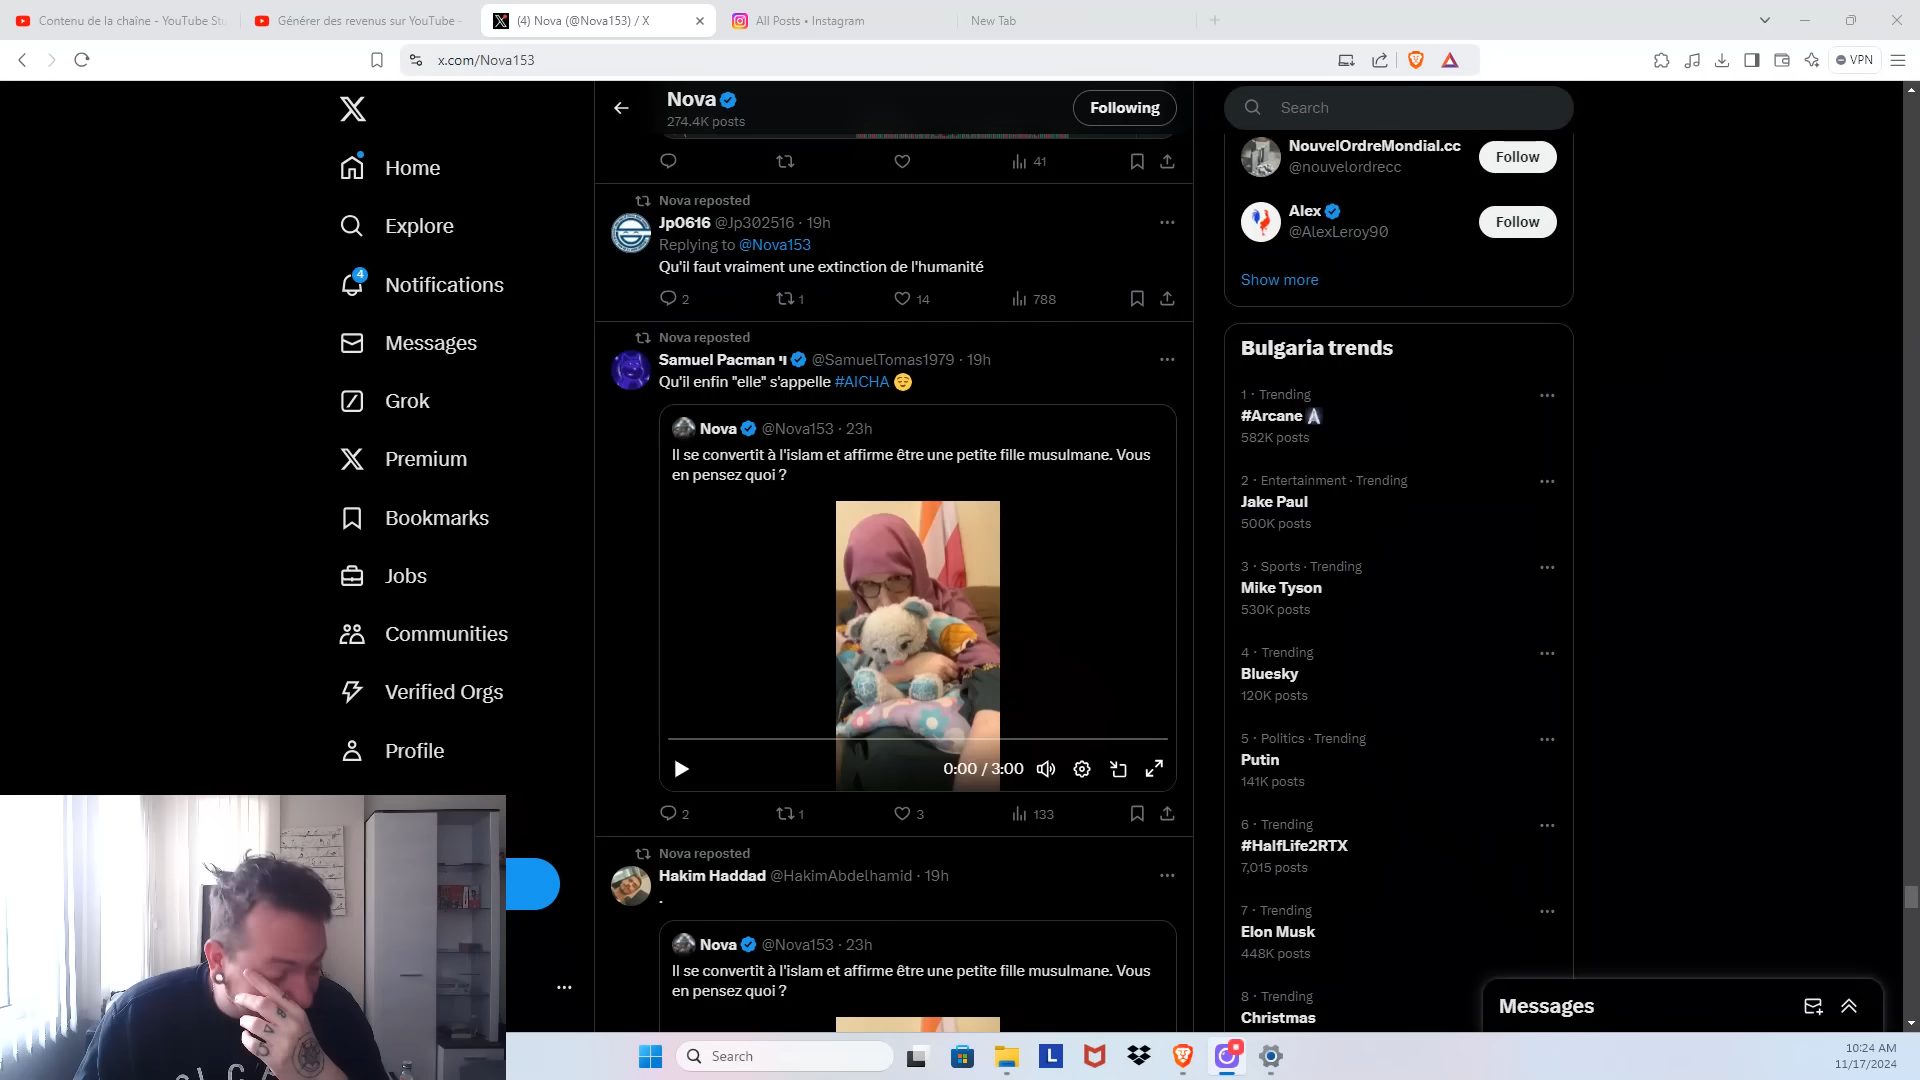 Contenu de la chaîne - YouTube Stu
Générer des revenus sur YouTube -
(4) Nova (@Nova153) / X
All Posts • Instagram
New Tab
x.com/Nova153
VPN
Home
Explore
4
Notifications
Messages
Grok
Premium
Bookmarks
Jobs
Communities
Verified Orgs
Profile
Nova
274.4K posts
Following
41
Nova reposted
Jp0616 @Jp302516 · 19h
Replying to @Nova153
Qu'il faut vraiment une extinction de l'humanité
2 1 14 788
Nova reposted
Samuel Pacman @SamuelTomas1979 · 19h
Qu'il enfin "elle" s'appelle #AICHA 😌
Nova @Nova153 · 23h
Il se convertit à l'islam et affirme être une petite fille musulmane. Vous
en pensez quoi ?
0:00 / 3:00
2 1 3 133
Nova reposted
Hakim Haddad @HakimAbdelhamid · 19h
.
Nova @Nova153 · 23h
Il se convertit à l'islam et affirme être une petite fille musulmane. Vous
en pensez quoi ?
Search
NouvelOrdreMondial.cc
@nouvelordrecc
Follow
Alex
@AlexLeroy90
Follow
Show more
Bulgaria trends
1 · Trending
#Arcane
582K posts
2 · Entertainment · Trending
Jake Paul
500K posts
3 · Sports · Trending
Mike Tyson
530K posts
4 · Trending
Bluesky
120K posts
5 · Politics · Trending
Putin
141K posts
6 · Trending
#HalfLife2RTX
7,015 posts
7 · Trending
Elon Musk
448K posts
8 · Trending
Christmas
Messages
Search
L
10:24 AM
11/17/2024